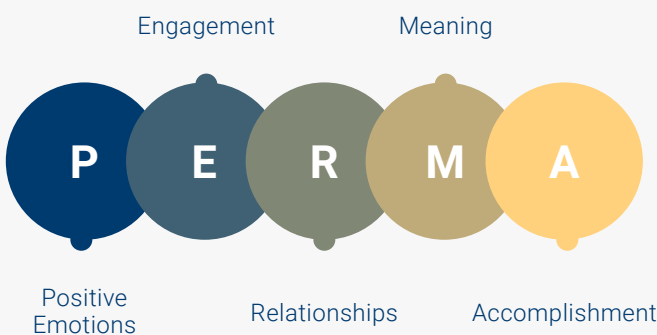 Engagement
Meaning
P E R M A
Positive
Emotions
Relationships
Accomplishment